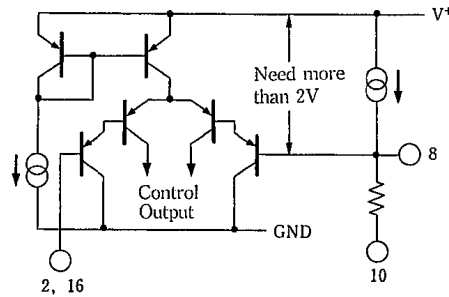 V+
Need more
than 2V
8
Control
Output
GND
2, 16
10